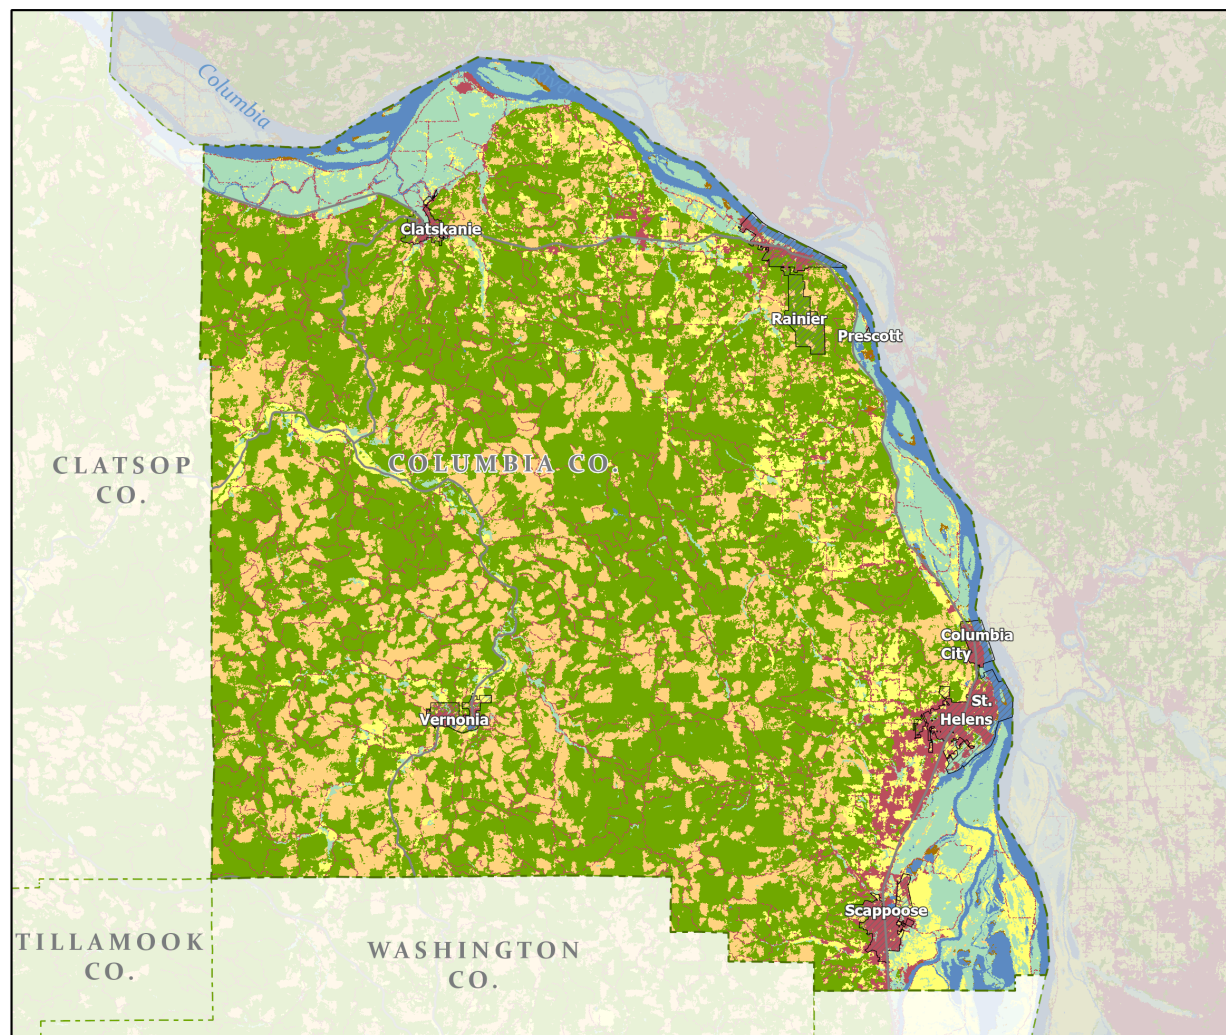 Columbia
Clatskanie
Rainier
Prescott
CLATSOP
CO.
COLUMBIA CO.
Columbia
City
St.
Helens
Vernonia
Scappoose
TILLAMOOK
CO.
WASHINGTON
CO.